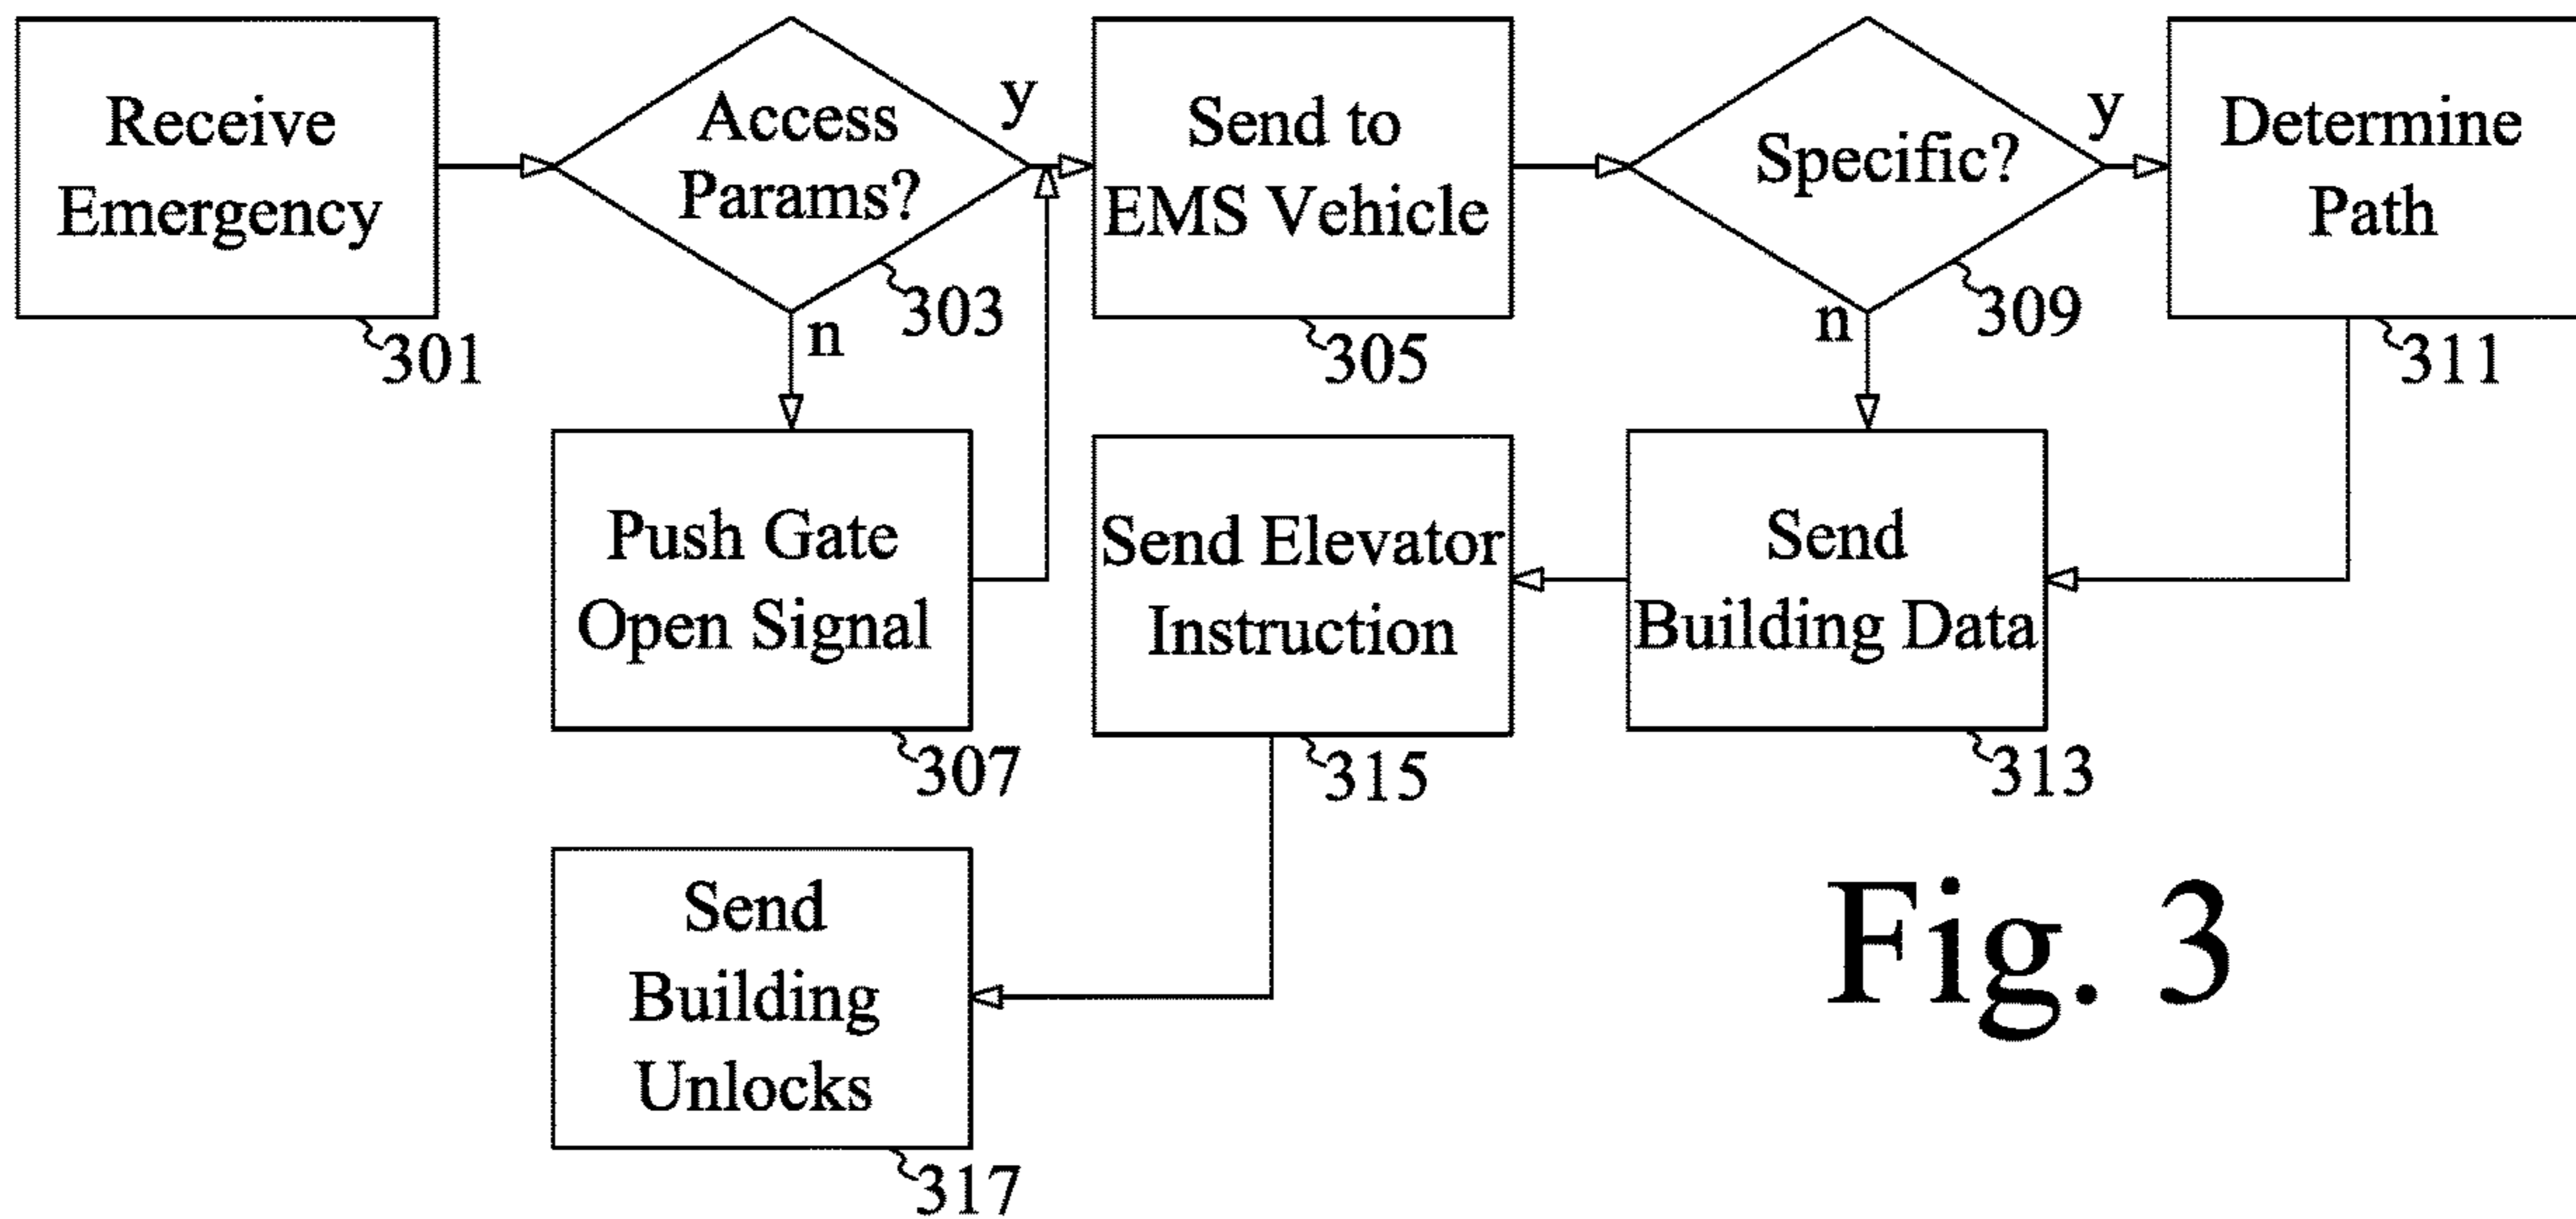 Receive
Emergency
301
Access
Params?
y
n
303
Send to
EMS Vehicle
305
Specific?
y
n
309
Determine
Path
311
Push Gate
Open Signal
307
Send Elevator
Instruction
315
Send
Building Data
313
Send
Building
Unlocks
317
Fig. 3